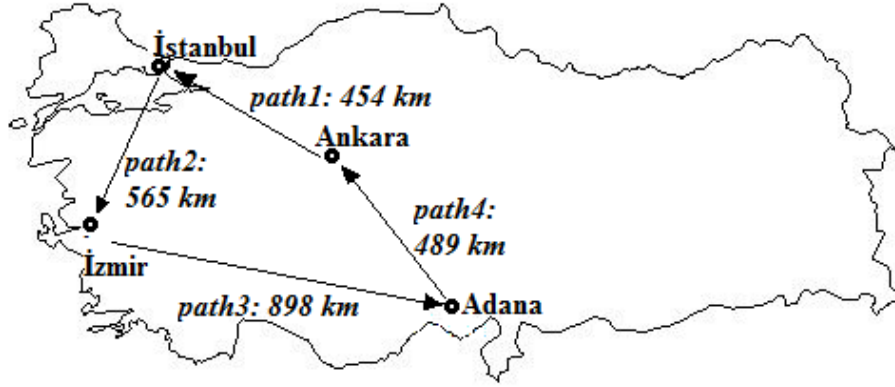 İstanbul
path1: 454 km
Ankara
path2:
565 km
path4:
489 km
İzmir
path3: 898 km
Adana